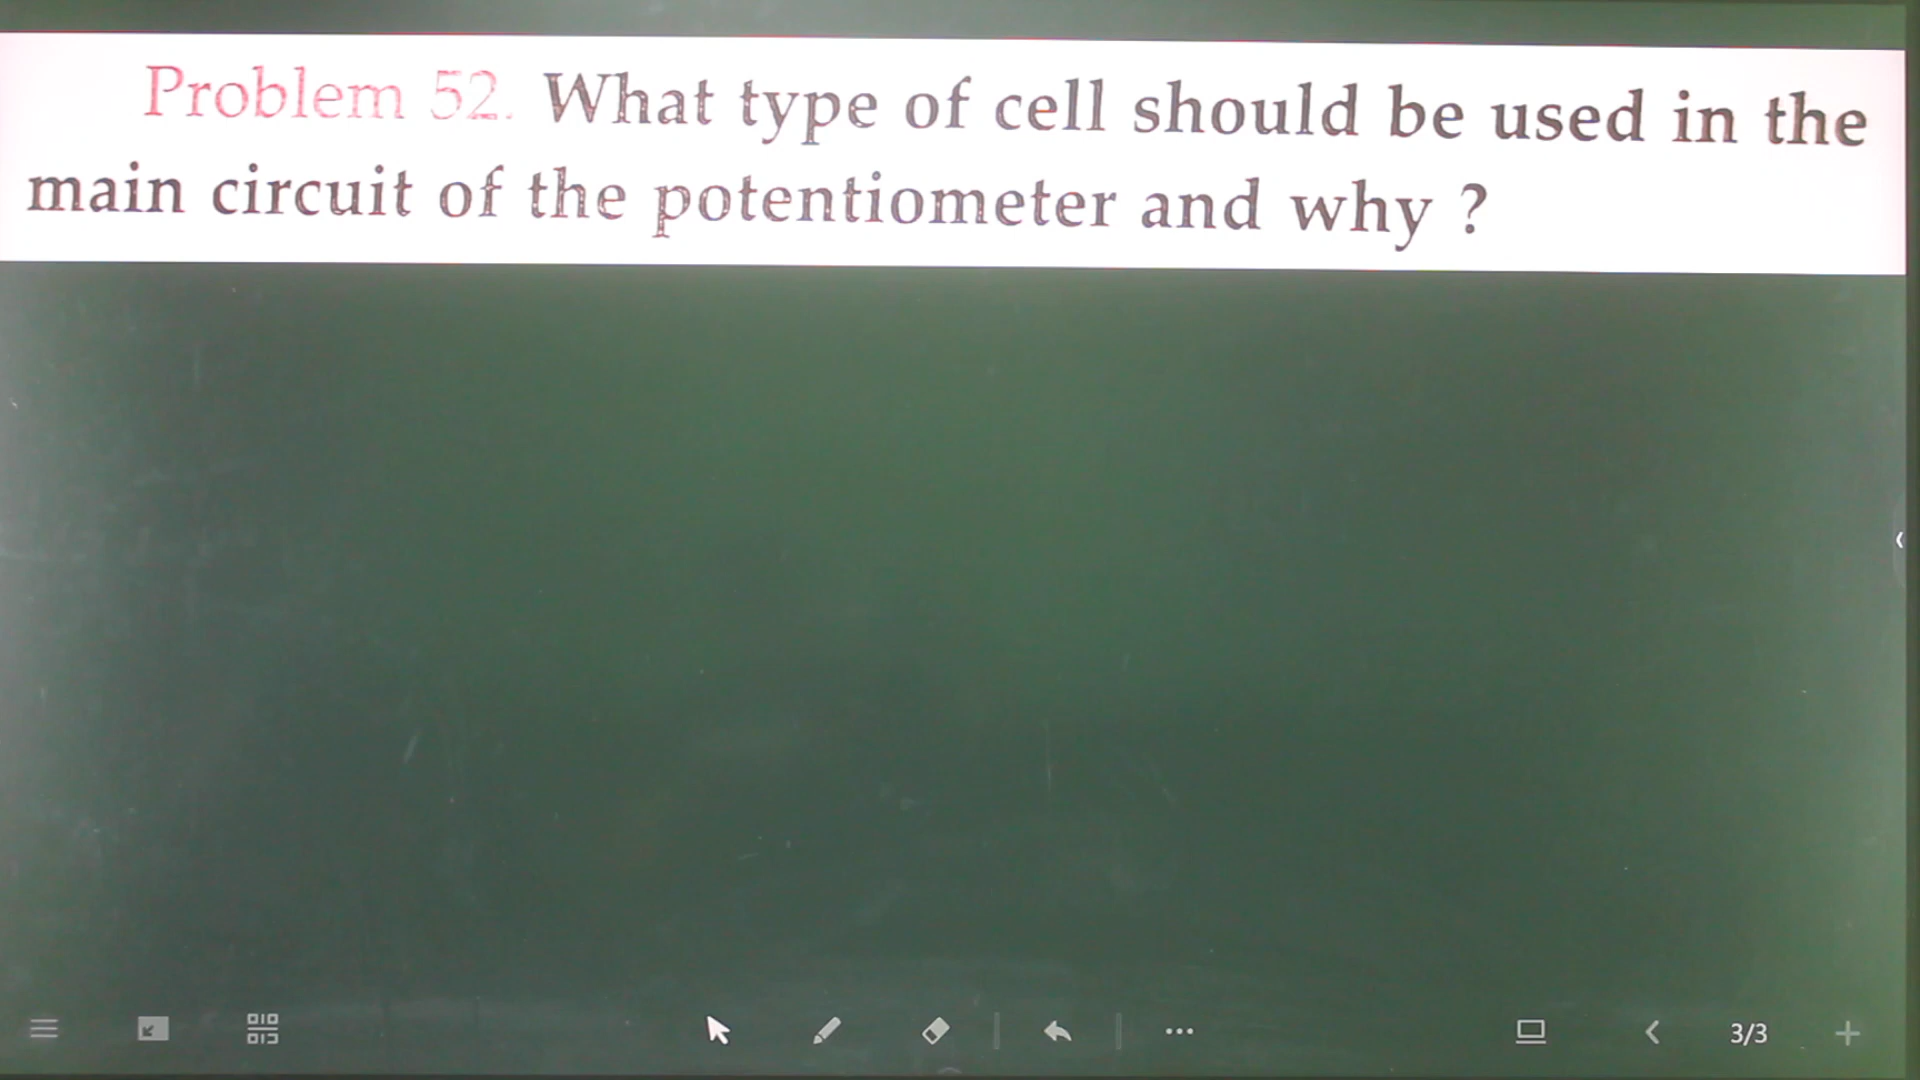 Problem 52. What type of cell should be used in the
main circuit of the potentiometer and why ?
3/3